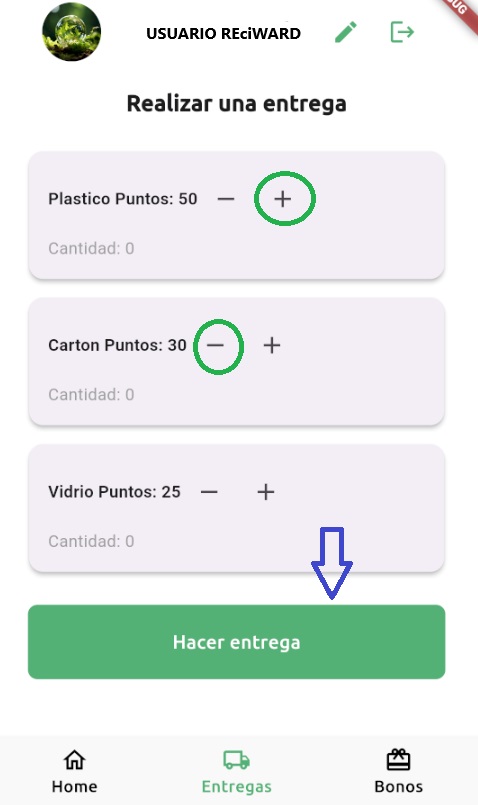 USUARIO REciWARD
Realizar una entrega
Plastico Puntos: 50
Cantidad: 0
Carton Puntos: 30
Cantidad: 0
Vidrio Puntos: 25
Cantidad: 0
Hacer entrega
Home Entregas Bonos